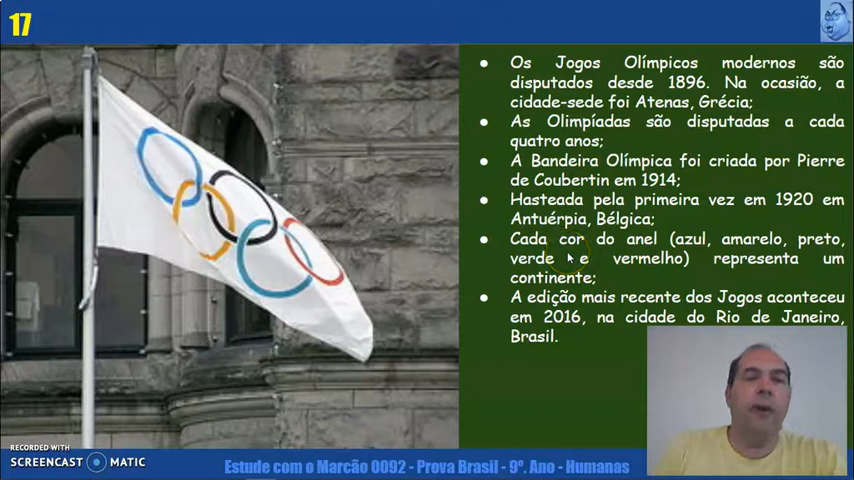 17
Os Jogos Olímpicos modernos são
disputados desde 1896. Na ocasião, a
cidade-sede foi Atenas, Grécia;
As Olimpíadas são disputadas a cada
quatro anos;
A Bandeira Olímpica foi criada por Pierre
de Coubertin em 1914;
Hasteada pela primeira vez em 1920 em
Antuérpia, Bélgica;
Cada cor do anel (azul, amarelo, preto,
verde e vermelho) representa um
continente;
A edição mais recente dos Jogos aconteceu
em 2016, na cidade do Rio de Janeiro,
Brasil.
RECORDED WITH
SCREENCAST MATIC
Estude com o Marcão 0092 - Prova Brasil - 9º. Ano - Humanas